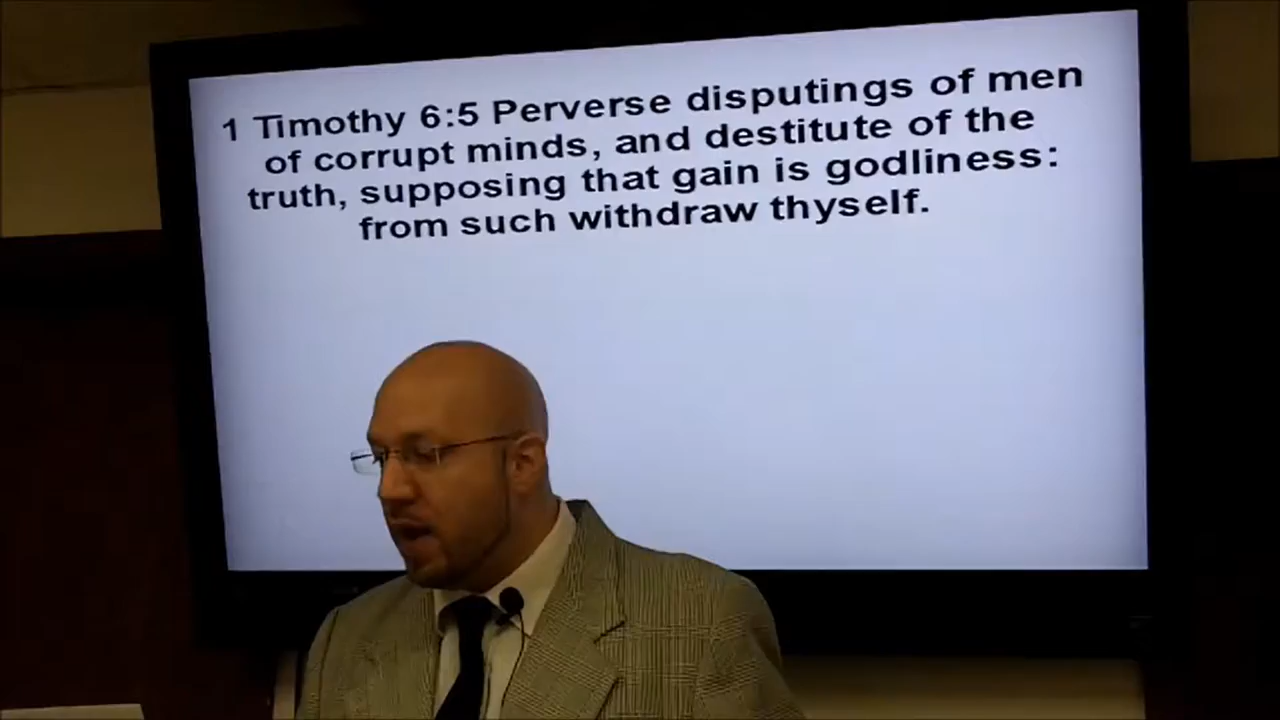 1 Timothy 6:5 Perverse disputings of men
of corrupt minds, and destitute of the
truth, supposing that gain is godliness:
from such withdraw thyself.